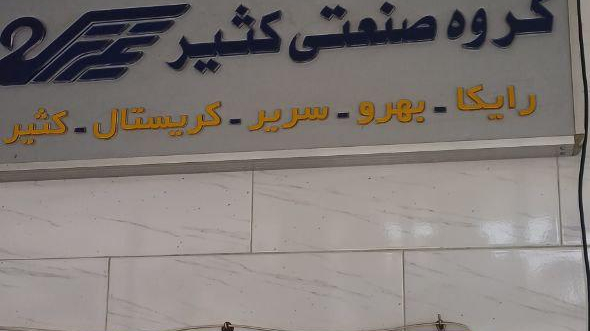 گروه صنعتی کثیر
رایکا - بهرو - سریر - کریستال - کثیر